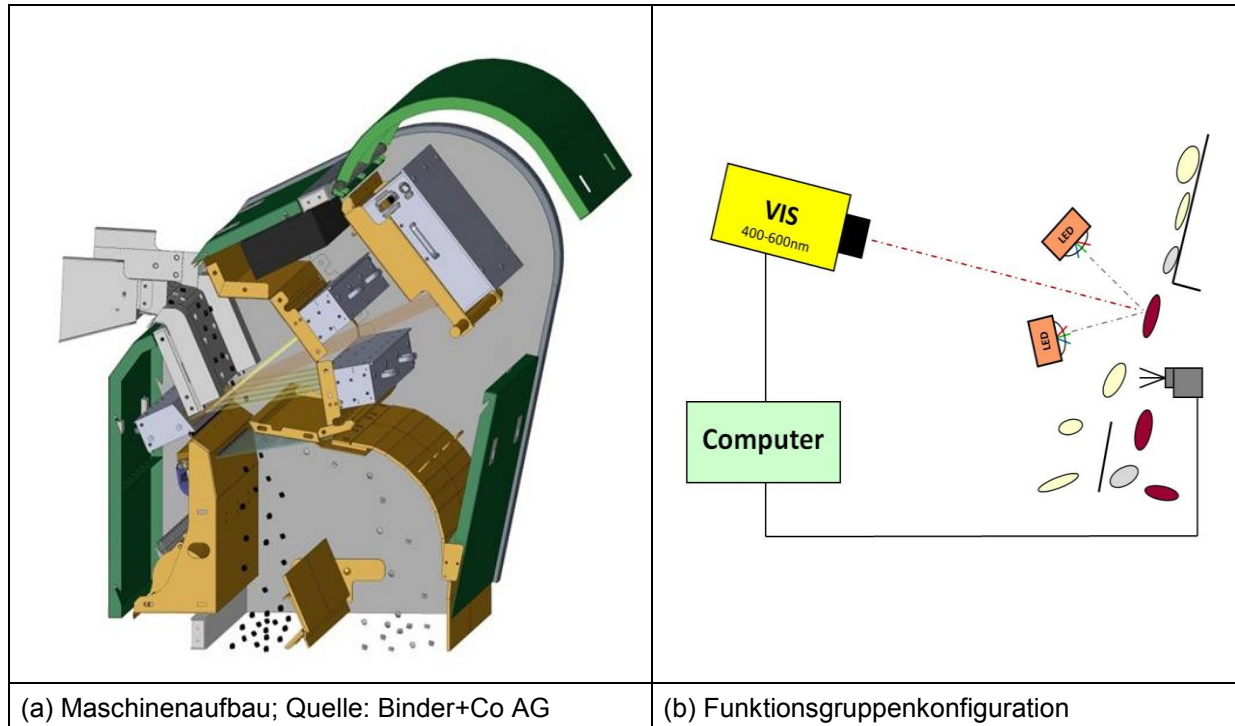 VIS
400-600nm
LED
LED
Computer
(a) Maschinenaufbau; Quelle: Binder+Co AG
(b) Funktionsgruppenkonfiguration